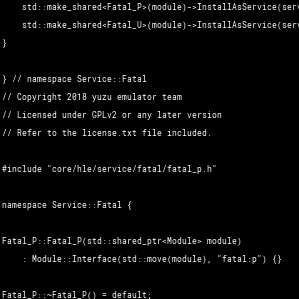 std::make_shared<Fatal_P>(module)->InstallAsService(serv
std::make_shared<Fatal_U>(module)->InstallAsService(serv
}
} // namespace Service::Fatal
// Copyright 2018 yuzu emulator team
// Licensed under GPLv2 or any later version
// Refer to the license.txt file included.
#include "core/hle/service/fatal/fatal_p.h"
namespace Service::Fatal {
Fatal_P::Fatal_P(std::shared_ptr<Module> module)
: Module::Interface(std::move(module), "fatal:p") {}
Fatal_P::~Fatal_P() = default;